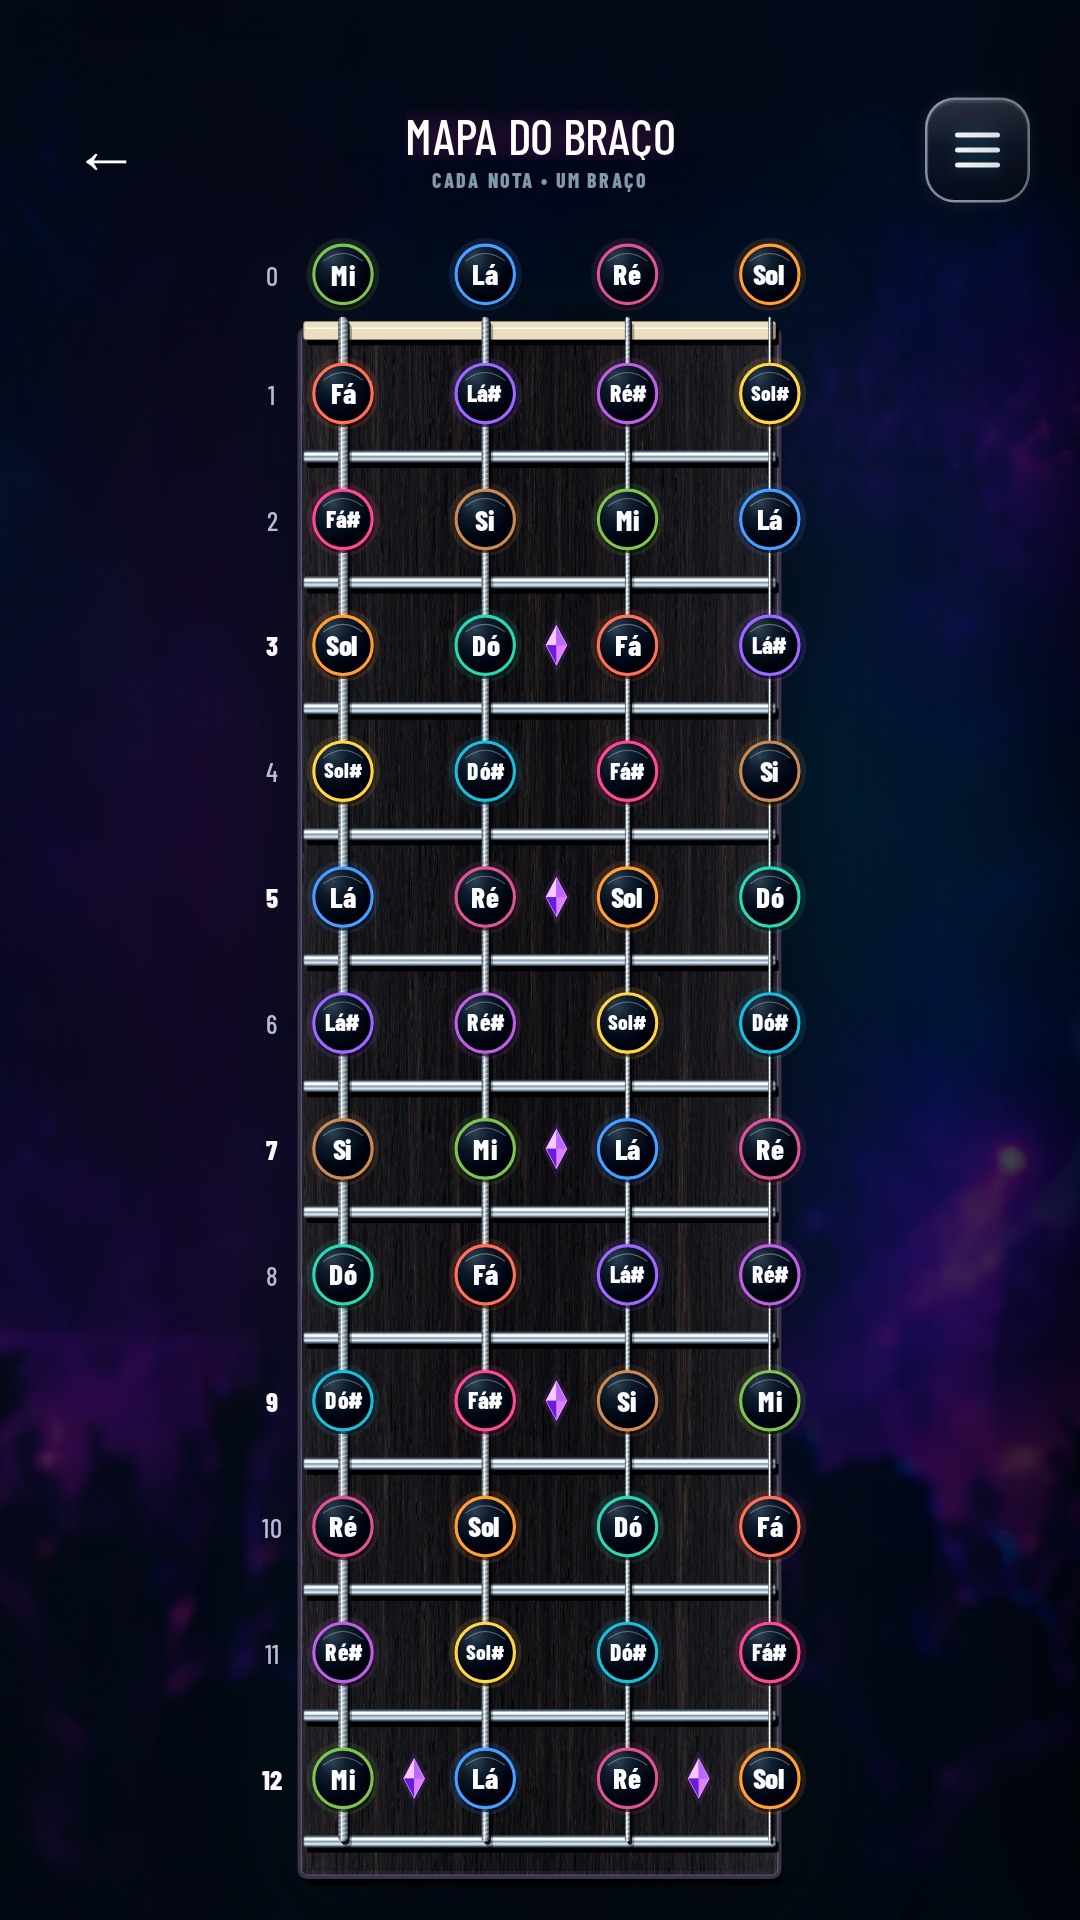 MAPA DO BRAÇO
CADA NOTA • UM BRAÇO
0 Mi Lá Ré Sol
1 Fá Lá# Ré# Sol#
2 Fá# Si Mi Lá
3 Sol Dó Fá Lá#
4 Sol# Dó# Fá# Si
5 Lá Ré Sol Dó
6 Lá# Ré# Sol# Dó#
7 Si Mi Lá Ré
8 Dó Fá Lá# Ré#
9 Dó# Fá# Si Mi
10 Ré Sol Dó Fá
11 Ré# Sol# Dó# Fá#
12 Mi Lá Ré Sol